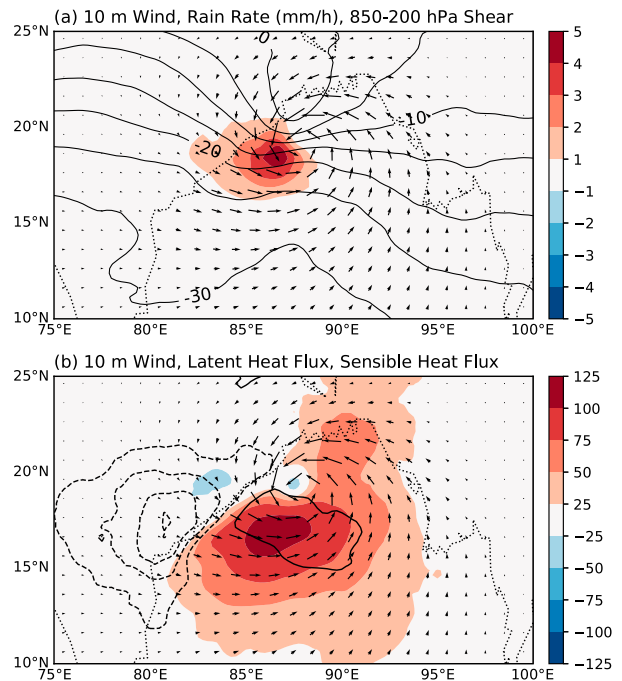 (a) 10 m Wind, Rain Rate (mm/h), 850-200 hPa Shear
25°N
20°N
15°N
10°N
75°E 80°E 85°E 90°E 95°E 100°E
0
-10
-20
-30
5
4
3
2
1
−1
−2
−3
−4
−5
(b) 10 m Wind, Latent Heat Flux, Sensible Heat Flux
25°N
20°N
15°N
10°N
75°E 80°E 85°E 90°E 95°E 100°E
125
100
75
50
25
−25
−50
−75
−100
−125